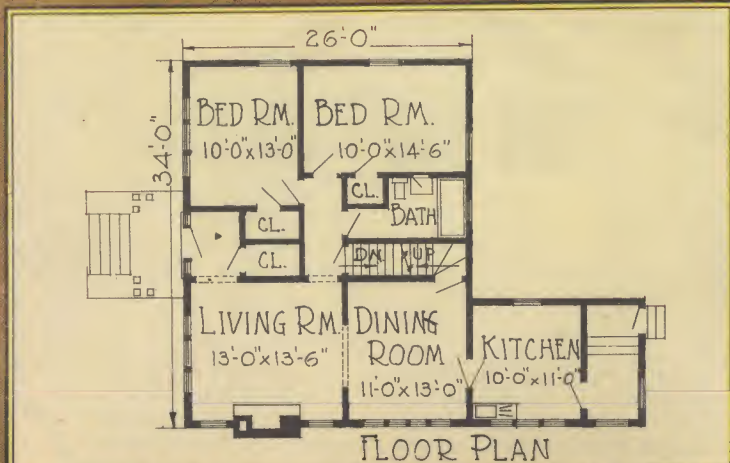 26'-0"
34'-0"
BED RM.
10'-0"x13'-0"
BED RM.
10'-0"x14'-6"
CL.
BATH
CL.
CL.
DN. UP
LIVING RM.
13'-0"x13'-6"
DINING
ROOM
11'-0"x13'-0"
KITCHEN
10'-0"x11'-0"
FLOOR PLAN